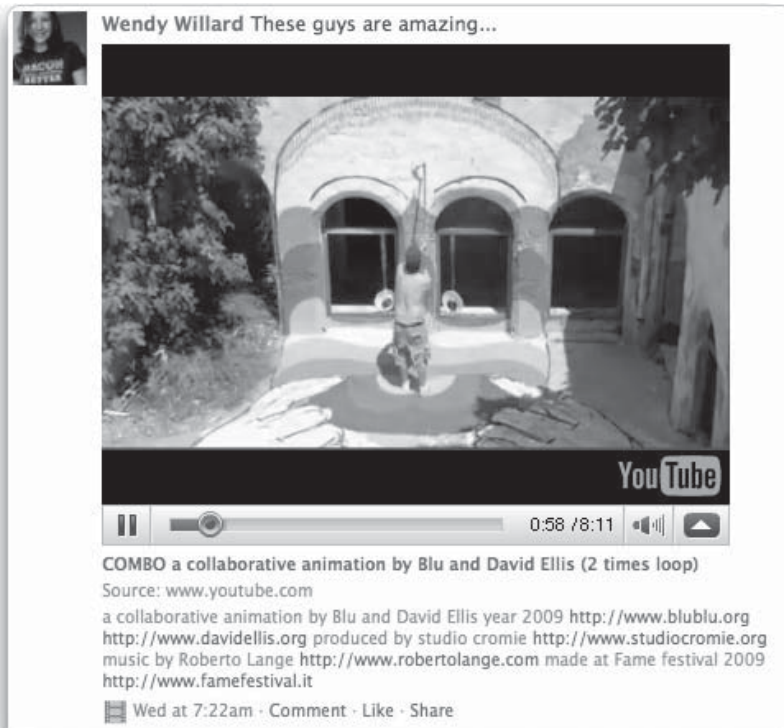 Wendy Willard These guys are amazing...
BACON
BETTER
YouTube
0:58 / 8:11
COMBO a collaborative animation by Blu and David Ellis (2 times loop)
Source: www.youtube.com
a collaborative animation by Blu and David Ellis year 2009 http://www.blublu.org
http://www.davidellis.org produced by studio cromie http://www.studiocromie.org
music by Roberto Lange http://www.robertolange.com made at Fame festival 2009
http://www.famefestival.it
Wed at 7:22am · Comment · Like · Share